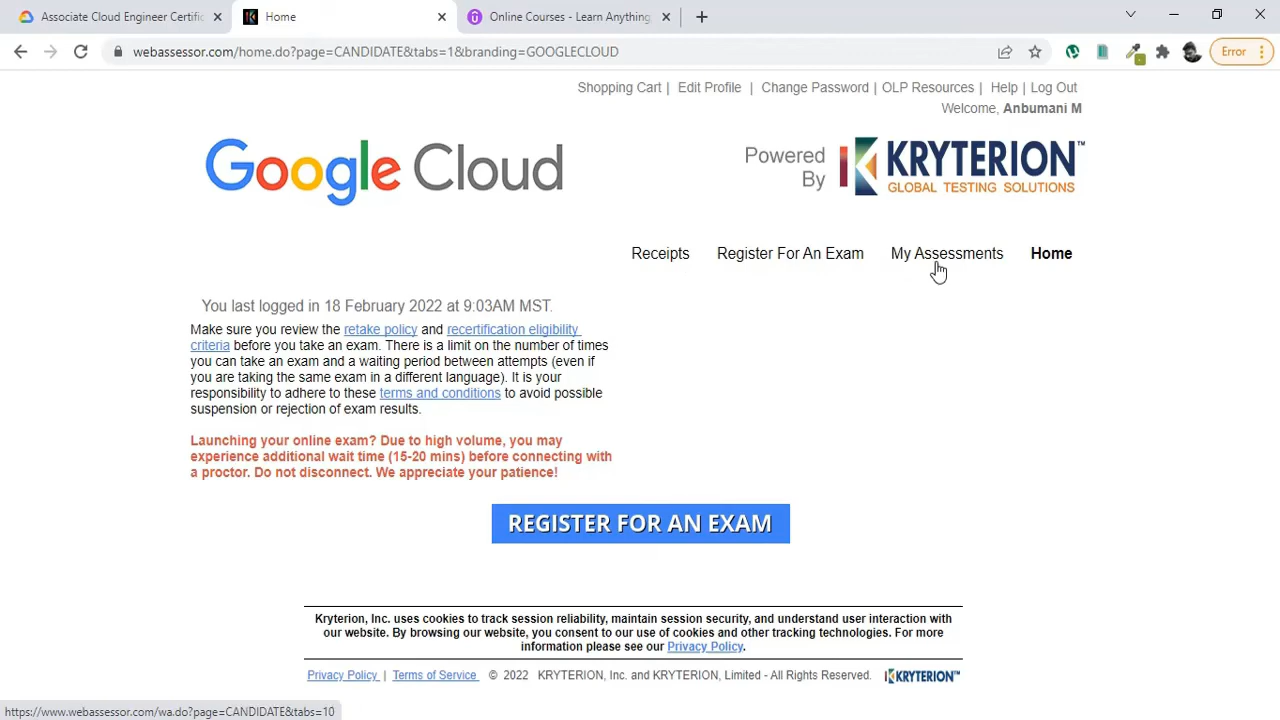 Associate Cloud Engineer Certific
Home
Online Courses - Learn Anything,
webassessor.com/home.do?page=CANDIDATE&tabs=1&branding=GOOGLECLOUD
Error
Shopping Cart | Edit Profile | Change Password | OLP Resources | Help | Log Out
Welcome, Anbumani M
Google Cloud
Powered By
KRYTERION™
GLOBAL TESTING SOLUTIONS
Receipts Register For An Exam My Assessments Home
You last logged in 18 February 2022 at 9:03AM MST.
Make sure you review the retake policy and recertification eligibility
criteria before you take an exam. There is a limit on the number of times
you can take an exam and a waiting period between attempts (even if
you are taking the same exam in a different language). It is your
responsibility to adhere to these terms and conditions to avoid possible
suspension or rejection of exam results.
Launching your online exam? Due to high volume, you may
experience additional wait time (15-20 mins) before connecting with
a proctor. Do not disconnect. We appreciate your patience!
REGISTER FOR AN EXAM
Kryterion, Inc. uses cookies to track session reliability, maintain session security, and understand user interaction with
our website. By browsing our website, you consent to our use of cookies and other tracking technologies. For more
information please see our Privacy Policy.
Privacy Policy | Terms of Service © 2022 KRYTERION, Inc. and KRYTERION, Limited - All Rights Reserved. KRYTERION™
https://www.webassessor.com/wa.do?page=CANDIDATE&tabs=10